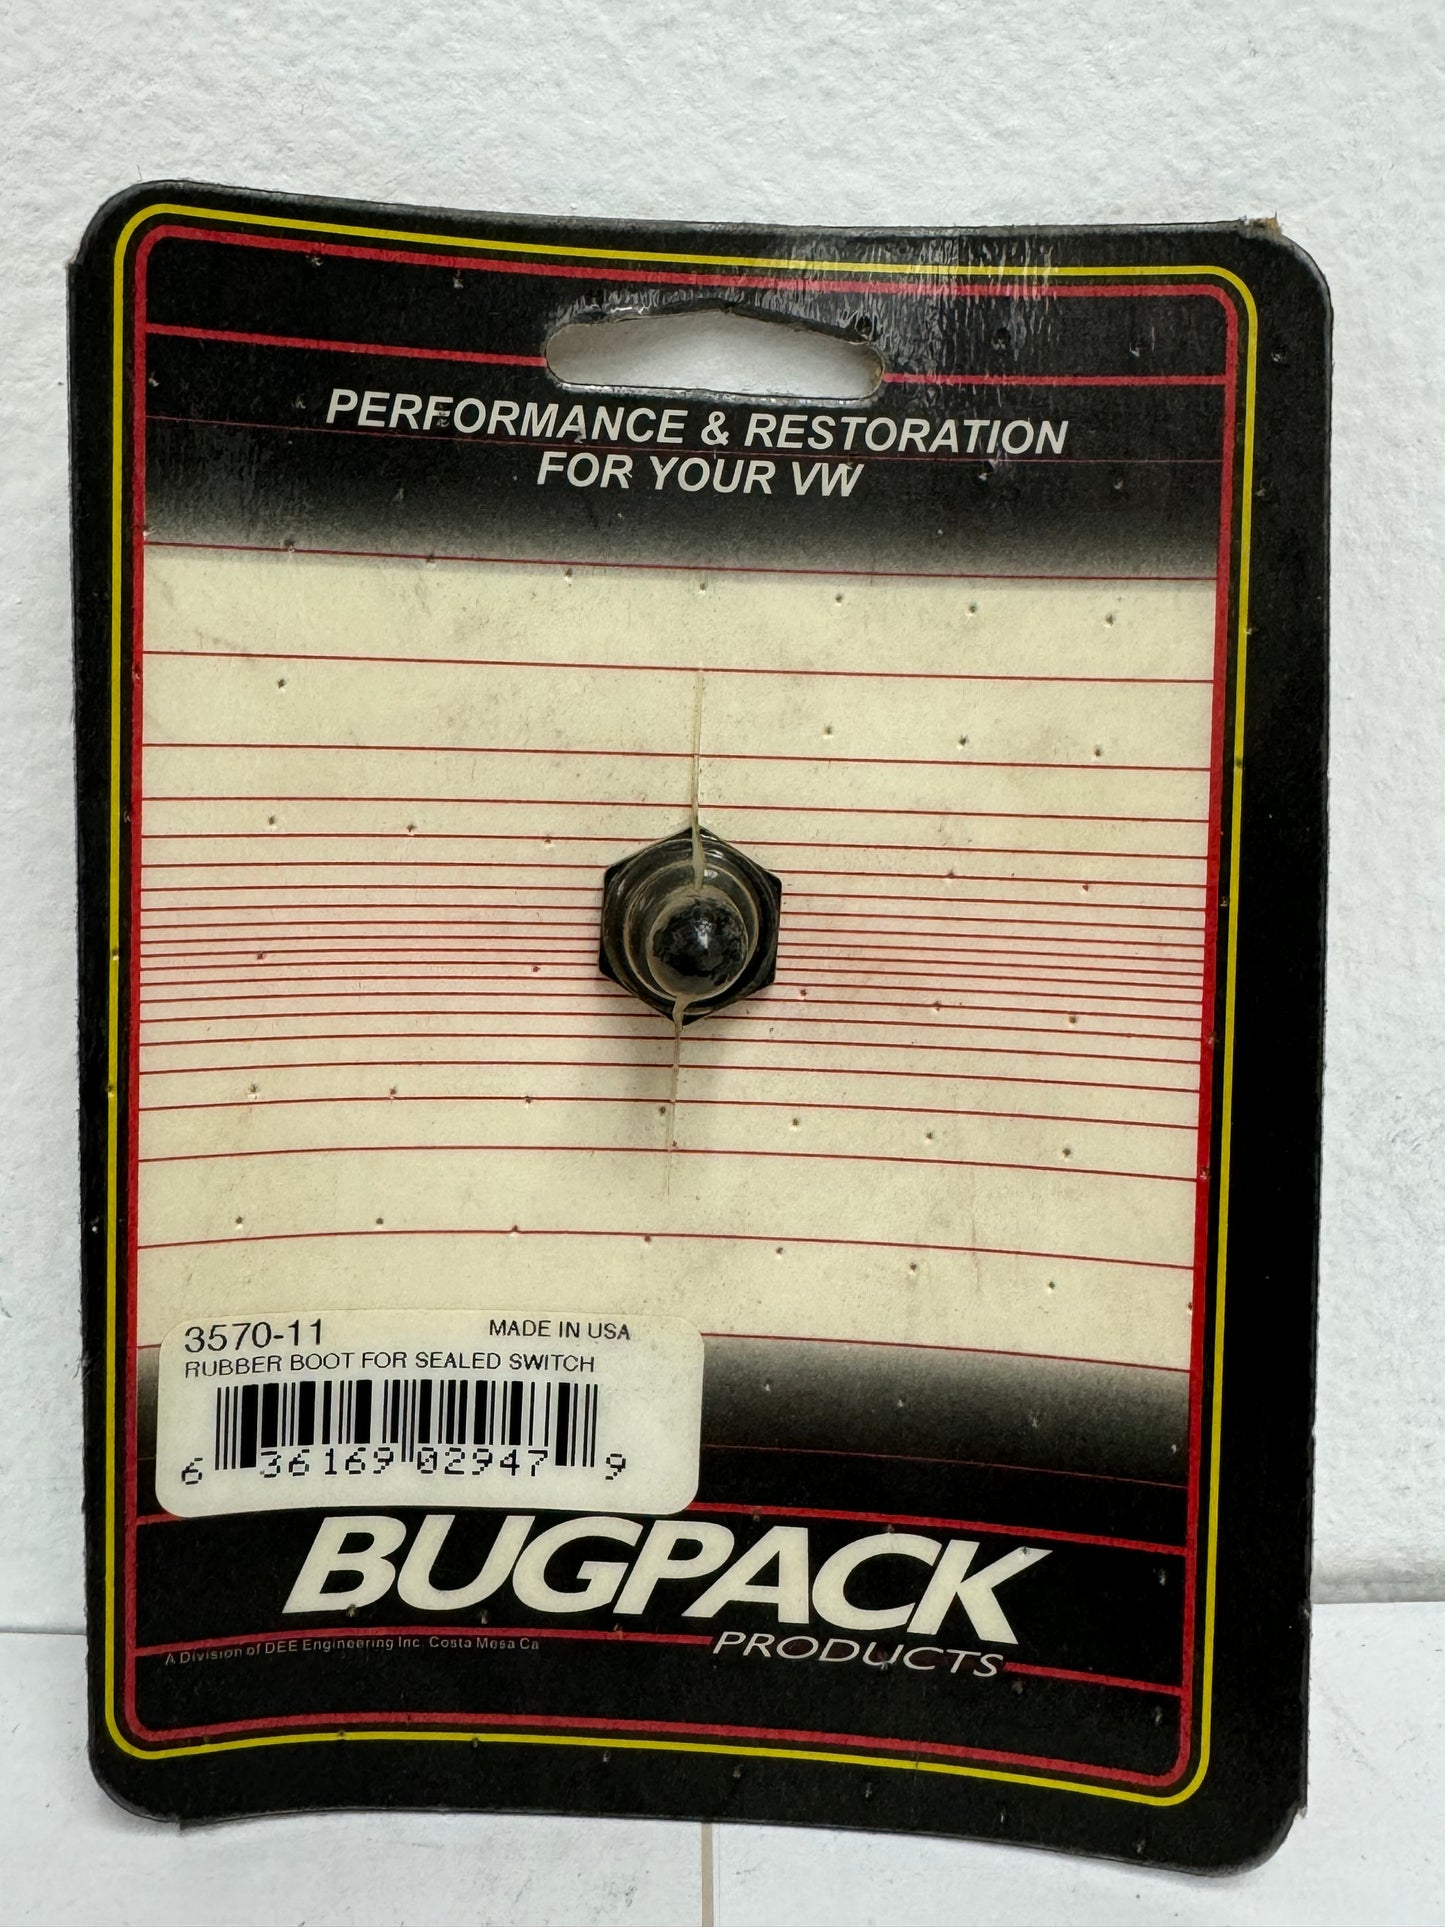 PERFORMANCE & RESTORATION
FOR YOUR VW
3570-11 MADE IN USA
RUBBER BOOT FOR SEALED SWITCH
6 36169 02947 9
BUGPACK
PRODUCTS
A Division of DEE Engineering Inc. Costa Mesa Ca